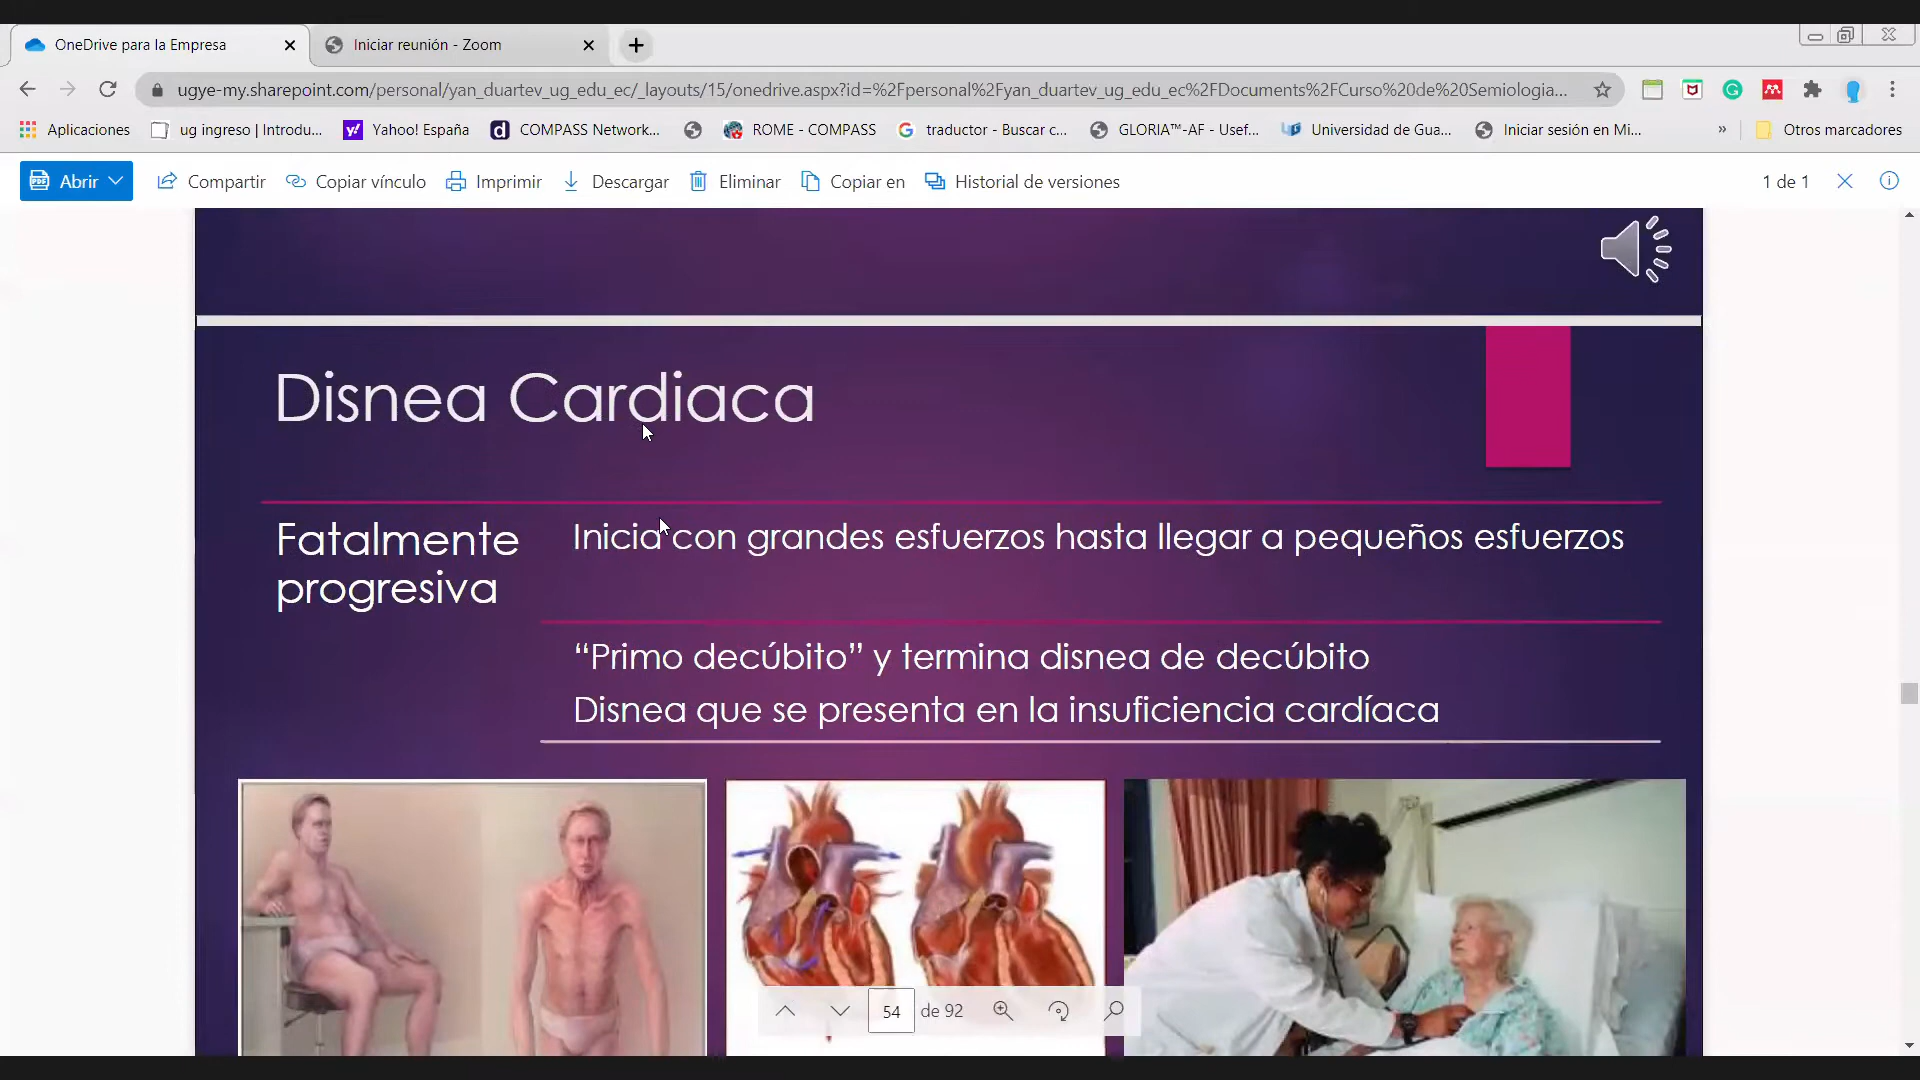 OneDrive para la Empresa
Iniciar reunión - Zoom
ugye-my.sharepoint.com/personal/yan_duartev_ug_edu_ec/_layouts/15/onedrive.aspx?id=%2Fpersonal%2Fyan_duartev_ug_edu_ec%2FDocuments%2FCurso%20de%20Semiologia...
Aplicaciones
ug ingreso | Introdu...
Yahoo! España
COMPASS Network...
ROME - COMPASS
traductor - Buscar c...
GLORIA™-AF - Usef...
Universidad de Gua...
Iniciar sesión en Mi...
»
Otros marcadores
PDF
Abrir
Compartir
Copiar vínculo
Imprimir
Descargar
Eliminar
Copiar en
Historial de versiones
1 de 1
Disnea Cardiaca
Fatalmente
progresiva
Inicia con grandes esfuerzos hasta llegar a pequeños esfuerzos
“Primo decúbito” y termina disnea de decúbito
Disnea que se presenta en la insuficiencia cardíaca
54 de 92